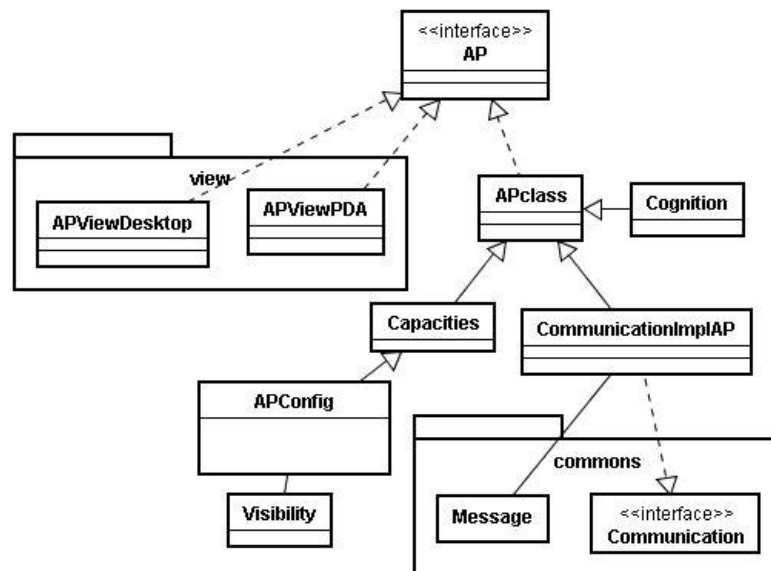 <<interface>>
AP
view
APViewDesktop
APViewPDA
APclass
Cognition
Capacities
CommunicationImplAP
APConfig
commons
Visibility
Message
<<interface>>
Communication